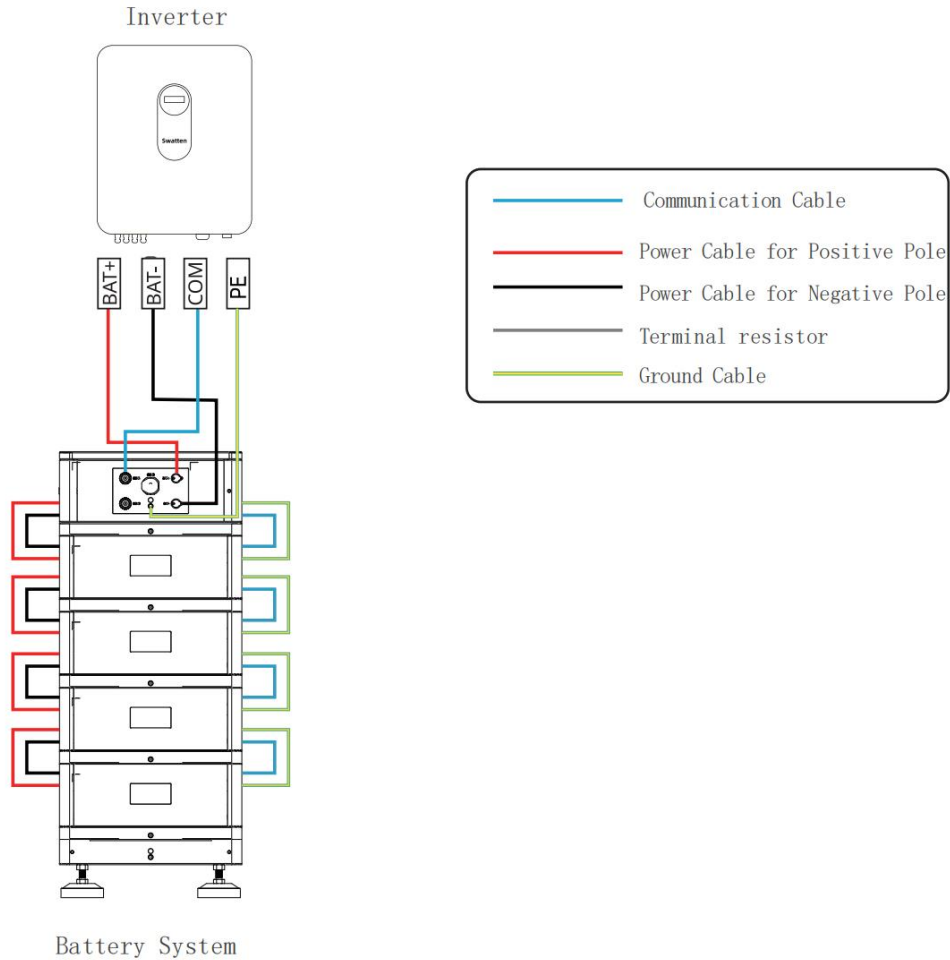 Inverter
Swatten
BAT+
BAT-
COM
PE
Communication Cable
Power Cable for Positive Pole
Power Cable for Negative Pole
Terminal resistor
Ground Cable
Battery System